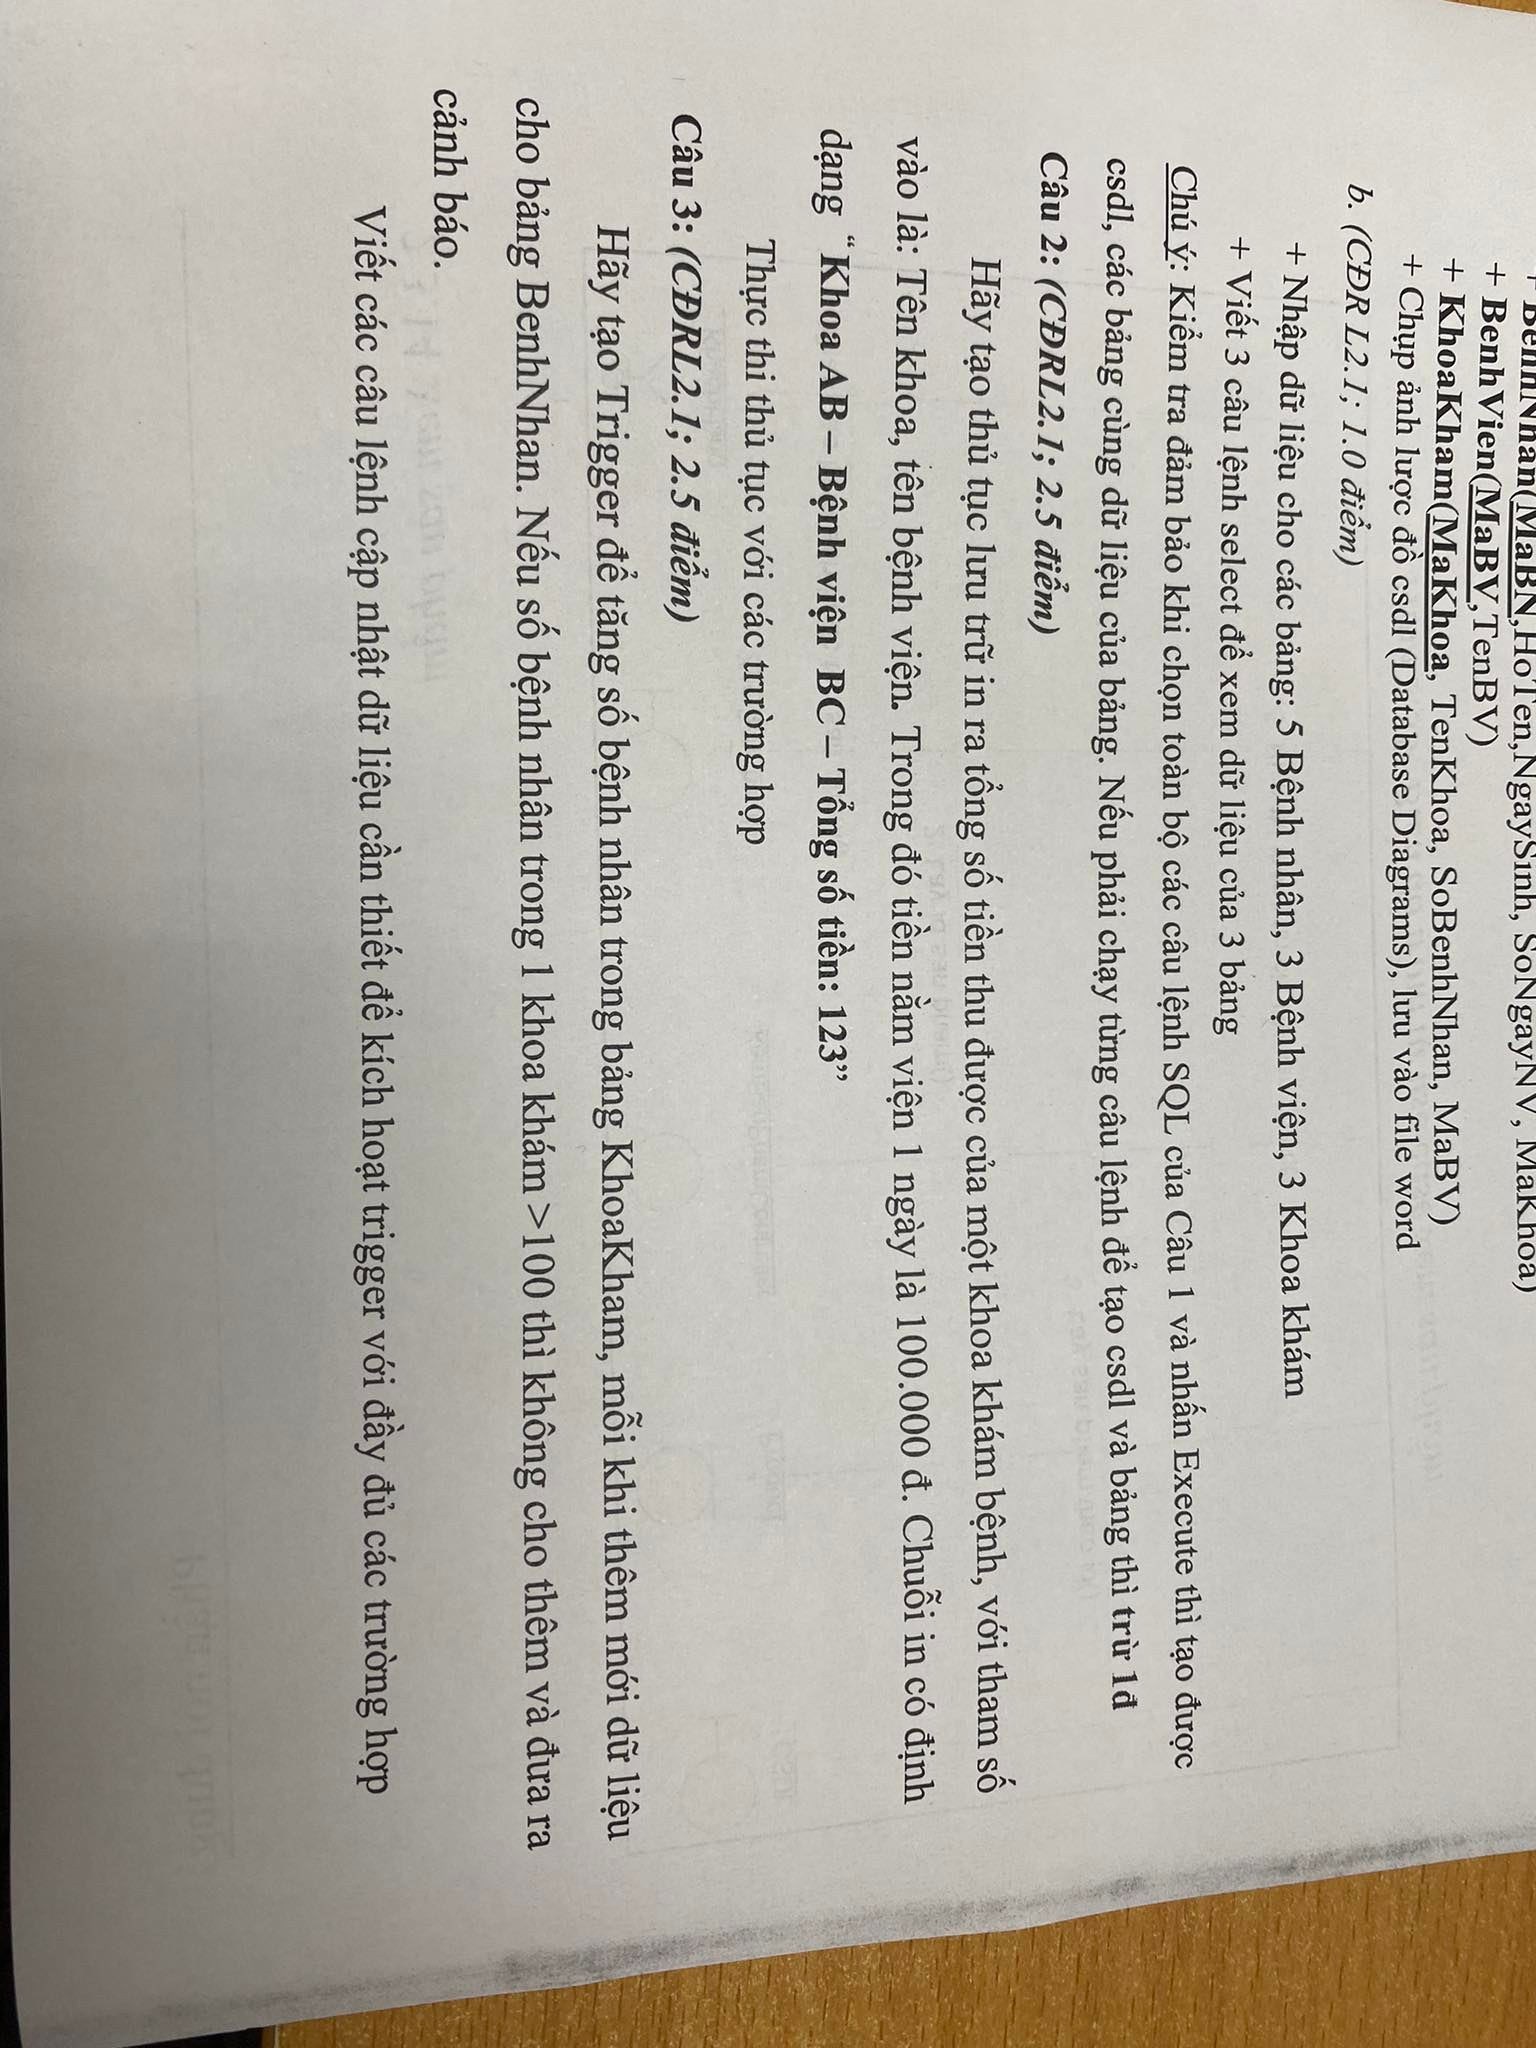 + BenhNhan(MaBN,HoTen,NgaySinh, SoNgayNV, MaKhoa)
+ BenhVien(MaBV,TenBV)
+ KhoaKham(MaKhoa, TenKhoa, SoBenhNhan, MaBV)
+ Chụp ảnh lược đồ csdl (Database Diagrams), lưu vào file word
b. (CĐR L2.1; 1.0 điểm)
+ Nhập dữ liệu cho các bảng: 5 Bệnh nhân, 3 Bệnh viện, 3 Khoa khám
+ Viết 3 câu lệnh select để xem dữ liệu của 3 bảng
Chú ý: Kiểm tra đảm bảo khi chọn toàn bộ các câu lệnh SQL của Câu 1 và nhấn Execute thì tạo được
csdl, các bảng cùng dữ liệu của bảng. Nếu phải chạy từng câu lệnh để tạo csdl và bảng thì trừ 1đ
Câu 2: (CĐRL2.1; 2.5 điểm)
Hãy tạo thủ tục lưu trữ in ra tổng số tiền thu được của một khoa khám bệnh, với tham số
vào là: Tên khoa, tên bệnh viện. Trong đó tiền nằm viện 1 ngày là 100.000 đ. Chuỗi in có định
dạng “Khoa AB – Bệnh viện BC – Tổng số tiền: 123”
Thực thi thủ tục với các trường hợp
Câu 3: (CĐRL2.1; 2.5 điểm)
Hãy tạo Trigger để tăng số bệnh nhân trong bảng KhoaKham, mỗi khi thêm mới dữ liệu
cho bảng BenhNhan. Nếu số bệnh nhân trong 1 khoa khám >100 thì không cho thêm và đưa ra
cảnh báo.
Viết các câu lệnh cập nhật dữ liệu cần thiết để kích hoạt trigger với đầy đủ các trường hợp